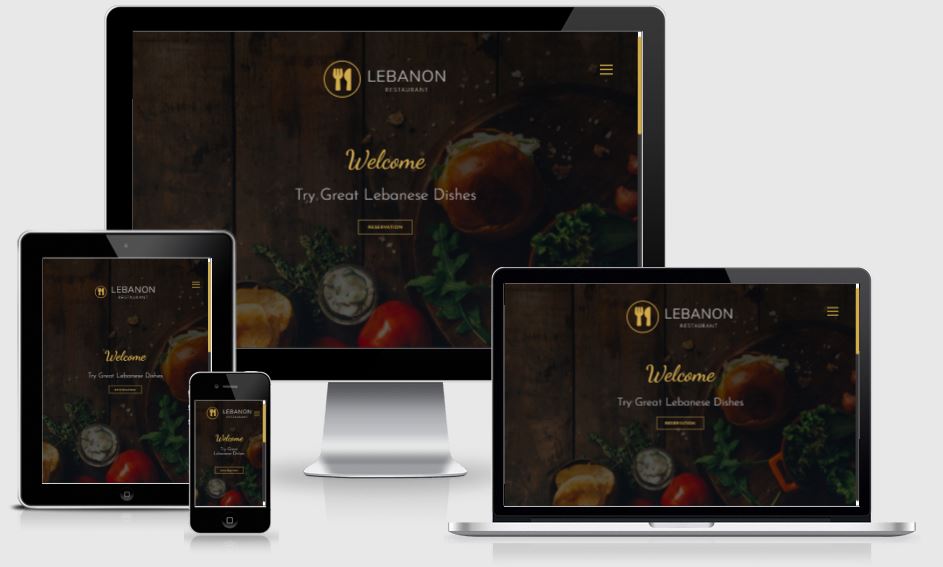 LEBANON
RESTAURANT
Welcome
Try Great Lebanese Dishes
RESERVATION
LEBANON
RESTAURANT
Welcome
Try Great Lebanese Dishes
RESERVATION
LEBANON
RESTAURANT
Welcome
Try Great
Lebanese Dishes
RESERVATION
LEBANON
RESTAURANT
Welcome
Try Great Lebanese Dishes
RESERVATION